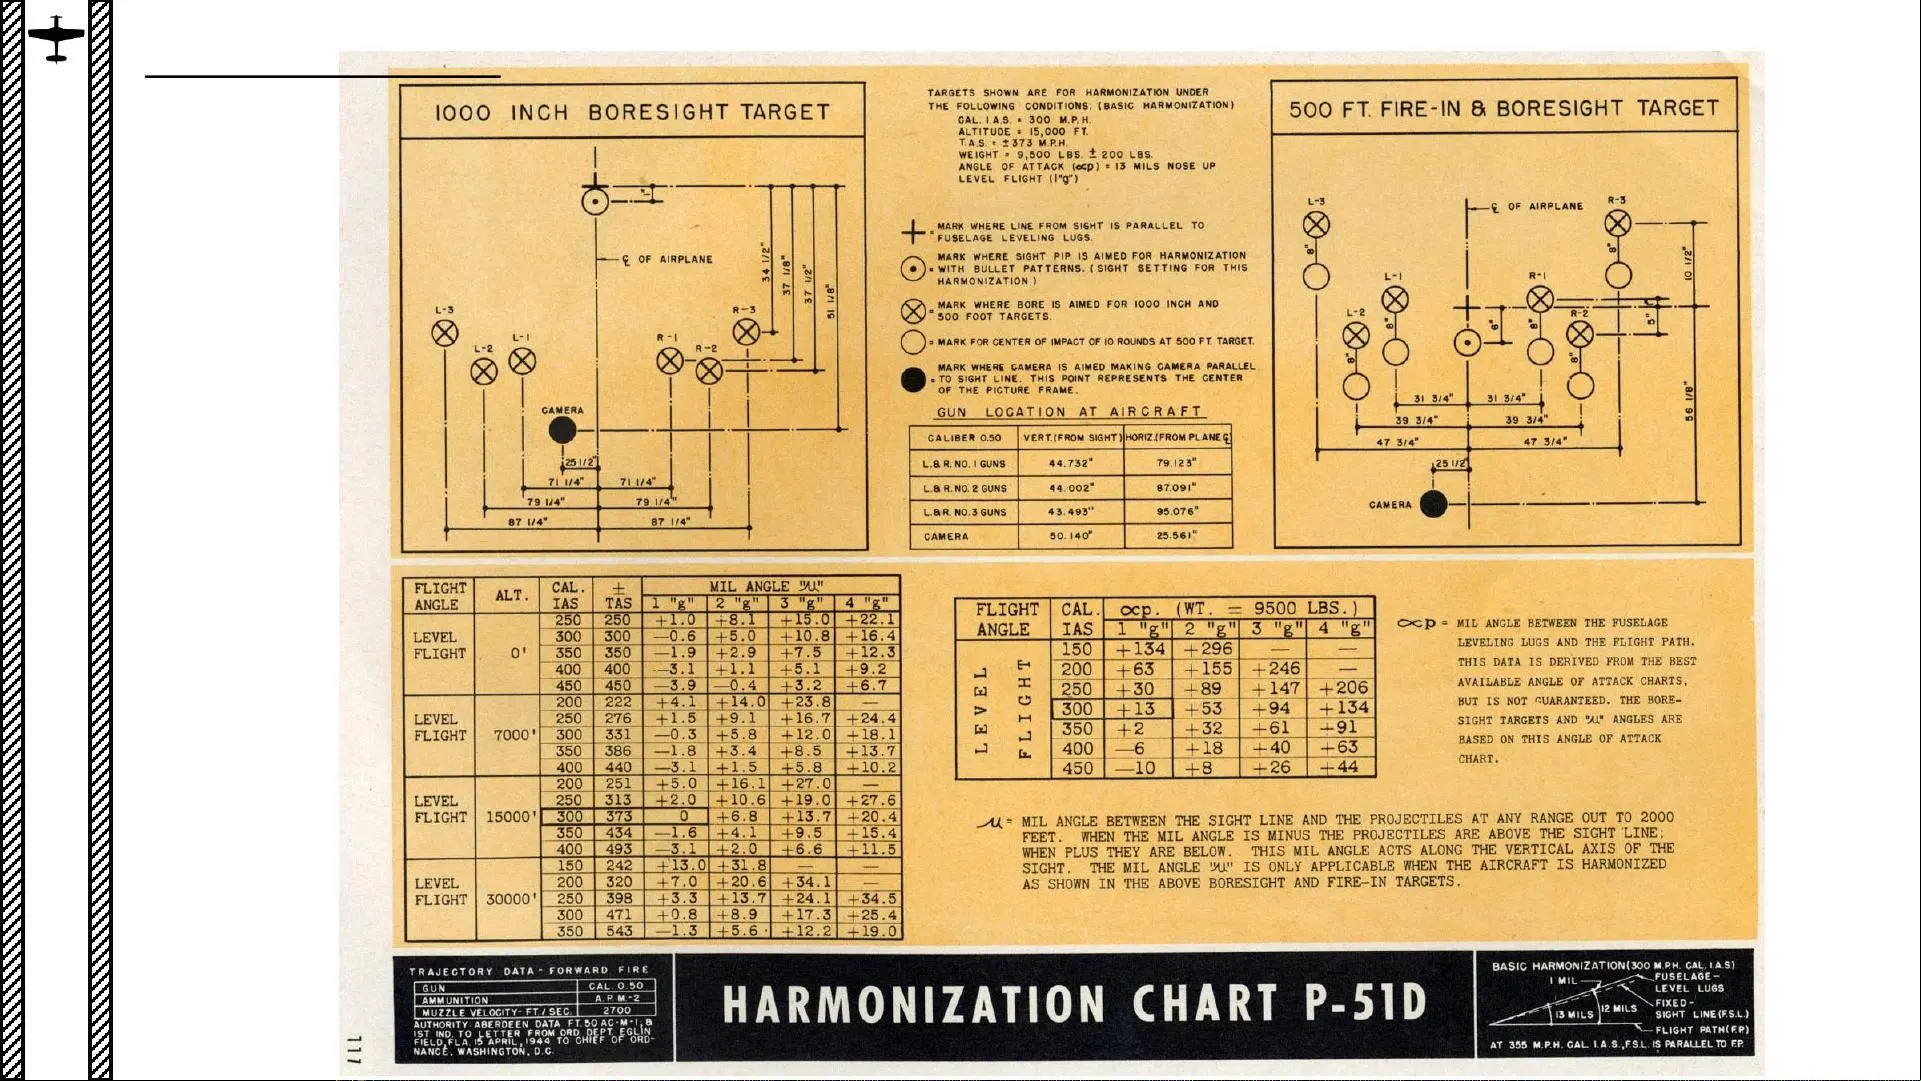 1000 INCH BORESIGHT TARGET
1"
34 1/2"
37 1/8"
37 1/2"
51 1/8"
℄ OF AIRPLANE
L-3
L-2
L-1
R-1
R-2
R-3
CAMERA
25 1/2"
71 1/4" 71 1/4"
79 1/4" 79 1/4"
87 1/4" 87 1/4"
TARGETS SHOWN ARE FOR HARMONIZATION UNDER
THE FOLLOWING CONDITIONS: (BASIC HARMONIZATION)
CAL. I.A.S. = 300 M.P.H.
ALTITUDE = 15,000 FT.
T.A.S. = ±373 M.P.H.
WEIGHT = 9,500 LBS. ± 200 LBS.
ANGLE OF ATTACK (∝p) = 13 MILS NOSE UP
LEVEL FLIGHT (1"g")
= MARK WHERE LINE FROM SIGHT IS PARALLEL TO
FUSELAGE LEVELING LUGS.
MARK WHERE SIGHT PIP IS AIMED FOR HARMONIZATION
= WITH BULLET PATTERNS. (SIGHT SETTING FOR THIS
HARMONIZATION)
= MARK WHERE BORE IS AIMED FOR 1000 INCH AND
500 FOOT TARGETS.
= MARK FOR CENTER OF IMPACT OF 10 ROUNDS AT 500 FT. TARGET.
MARK WHERE CAMERA IS AIMED MAKING CAMERA PARALLEL
= TO SIGHT LINE. THIS POINT REPRESENTS THE CENTER
OF THE PICTURE FRAME.
GUN LOCATION AT AIRCRAFT
CALIBER 0.50 VERT.(FROM SIGHT) HORIZ.(FROM PLANE ℄)
L.& R. NO. 1 GUNS 44.732" 79.123"
L.& R. NO. 2 GUNS 44.002" 87.091"
L.& R. NO. 3 GUNS 43.493" 95.076"
CAMERA 50.140" 25.561"
500 FT. FIRE-IN & BORESIGHT TARGET
L-3
℄ OF AIRPLANE
R-3
8"
8"
10 1/2"
L-1
R-1
L-2
R-2
8"
8"
8"
8"
6"
5"
31 3/4" 31 3/4"
39 3/4" 39 3/4"
47 3/4" 47 3/4"
56 1/8"
25 1/2"
CAMERA
FLIGHT ANGLE ALT. CAL. IAS ± TAS MIL ANGLE "μ"
1 "g" 2 "g" 3 "g" 4 "g"
LEVEL FLIGHT 0'
250 250 +1.0 +8.1 +15.0 +22.1
300 300 —0.6 +5.0 +10.8 +16.4
350 350 —1.9 +2.9 +7.5 +12.3
400 400 —3.1 +1.1 +5.1 +9.2
450 450 —3.9 —0.4 +3.2 +6.7
LEVEL FLIGHT 7000'
200 222 +4.1 +14.0 +23.8 —
250 276 +1.5 +9.1 +16.7 +24.4
300 331 —0.3 +5.8 +12.0 +18.1
350 386 —1.8 +3.4 +8.5 +13.7
400 440 —3.1 +1.5 +5.8 +10.2
LEVEL FLIGHT 15000'
200 251 +5.0 +16.1 +27.0 —
250 313 +2.0 +10.6 +19.0 +27.6
300 373 0 +6.8 +13.7 +20.4
350 434 —1.6 +4.1 +9.5 +15.4
400 493 —3.1 +2.0 +6.6 +11.5
LEVEL FLIGHT 30000'
150 242 +13.0 +31.8 — —
200 320 +7.0 +20.6 +34.1 —
250 398 +3.3 +13.7 +24.1 +34.5
300 471 +0.8 +8.9 +17.3 +25.4
350 543 —1.3 +5.6 +12.2 +19.0
FLIGHT ANGLE CAL. IAS ∝p. (WT. = 9500 LBS.)
1 "g" 2 "g" 3 "g" 4 "g"
LEVEL FLIGHT
150 +134 +296 — —
200 +63 +155 +246 —
250 +30 +89 +147 +206
300 +13 +53 +94 +134
350 +2 +32 +61 +91
400 —6 +18 +40 +63
450 —10 +8 +26 +44
∝p = MIL ANGLE BETWEEN THE FUSELAGE
LEVELING LUGS AND THE FLIGHT PATH.
THIS DATA IS DERIVED FROM THE BEST
AVAILABLE ANGLE OF ATTACK CHARTS,
BUT IS NOT GUARANTEED. THE BORE-
SIGHT TARGETS AND "μ" ANGLES ARE
BASED ON THIS ANGLE OF ATTACK
CHART.
μ = MIL ANGLE BETWEEN THE SIGHT LINE AND THE PROJECTILES AT ANY RANGE OUT TO 2000
FEET. WHEN THE MIL ANGLE IS MINUS THE PROJECTILES ARE ABOVE THE SIGHT LINE;
WHEN PLUS THEY ARE BELOW. THIS MIL ANGLE ACTS ALONG THE VERTICAL AXIS OF THE
SIGHT. THE MIL ANGLE "μ" IS ONLY APPLICABLE WHEN THE AIRCRAFT IS HARMONIZED
AS SHOWN IN THE ABOVE BORESIGHT AND FIRE-IN TARGETS.
TRAJECTORY DATA - FORWARD FIRE
GUN CAL. 0.50
AMMUNITION A.P. M-2
MUZZLE VELOCITY- FT./ SEC. 2700
AUTHORITY: ABERDEEN DATA FT. 50 AC-M-1, &
1ST IND. TO LETTER FROM ORD. DEPT. EGLIN
FIELD, FLA. 15 APRIL, 1944 TO CHIEF OF ORD-
NANCE, WASHINGTON, D.C.
HARMONIZATION CHART P-51D
BASIC HARMONIZATION (300 M.P.H. CAL. I.A.S)
1 MIL
FUSELAGE-
LEVEL LUGS
FIXED-
SIGHT LINE (F.S.L.)
13 MILS
12 MILS
FLIGHT PATH (F.P.)
AT 355 M.P.H. CAL. I.A.S., F.S.L. IS PARALLEL TO F.P.